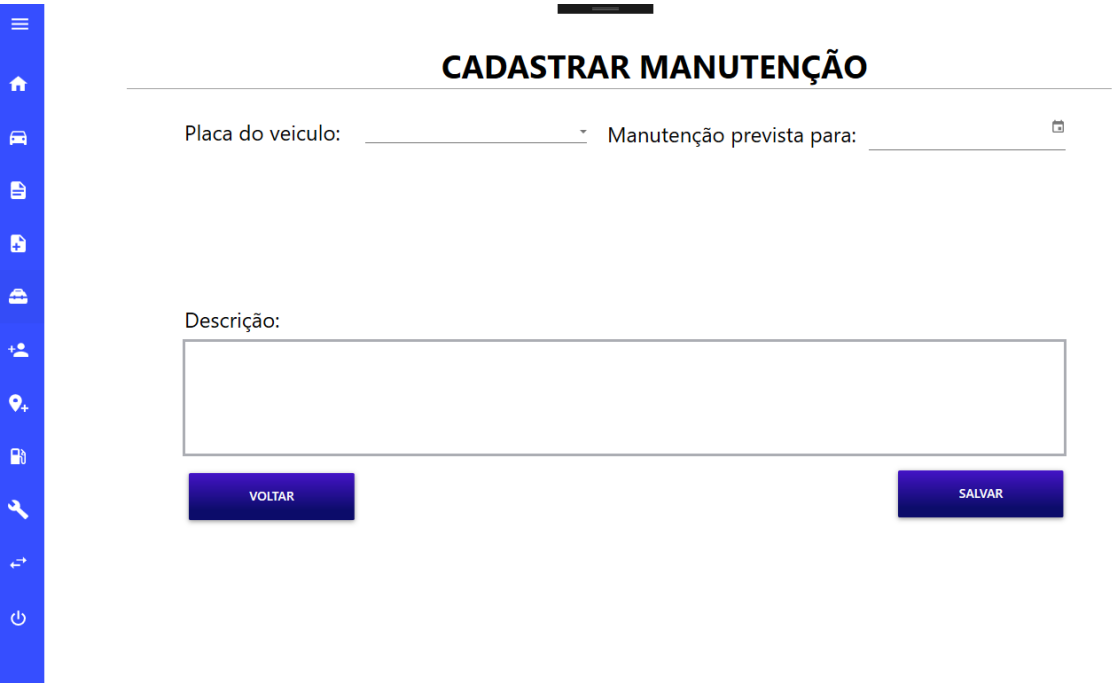 CADASTRAR MANUTENÇÃO
Placa do veiculo: Manutenção prevista para:
Descrição:
VOLTAR SALVAR